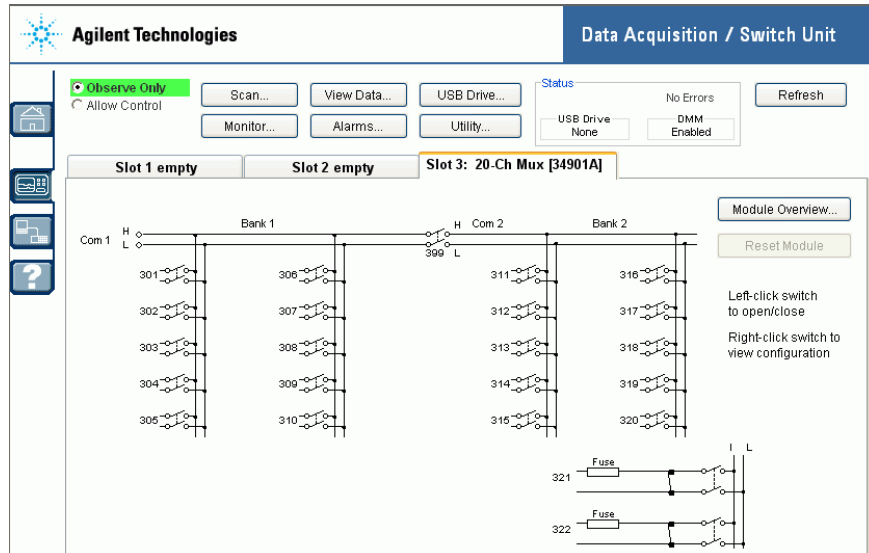 Agilent Technologies
Data Acquisition / Switch Unit
Observe Only
Allow Control
Scan...
View Data...
USB Drive...
Monitor...
Alarms...
Utility...
Status
No Errors
USB Drive
None
DMM
Enabled
Refresh
Slot 1 empty
Slot 2 empty
Slot 3: 20-Ch Mux [34901A]
Module Overview...
Reset Module
Left-click switch
to open/close
Right-click switch to
view configuration
Com 1
H
L
Bank 1
399
H
L
Com 2
Bank 2
301
306
311
316
302
307
312
317
303
308
313
318
304
309
314
319
305
310
315
320
I
L
321
Fuse
322
Fuse
?